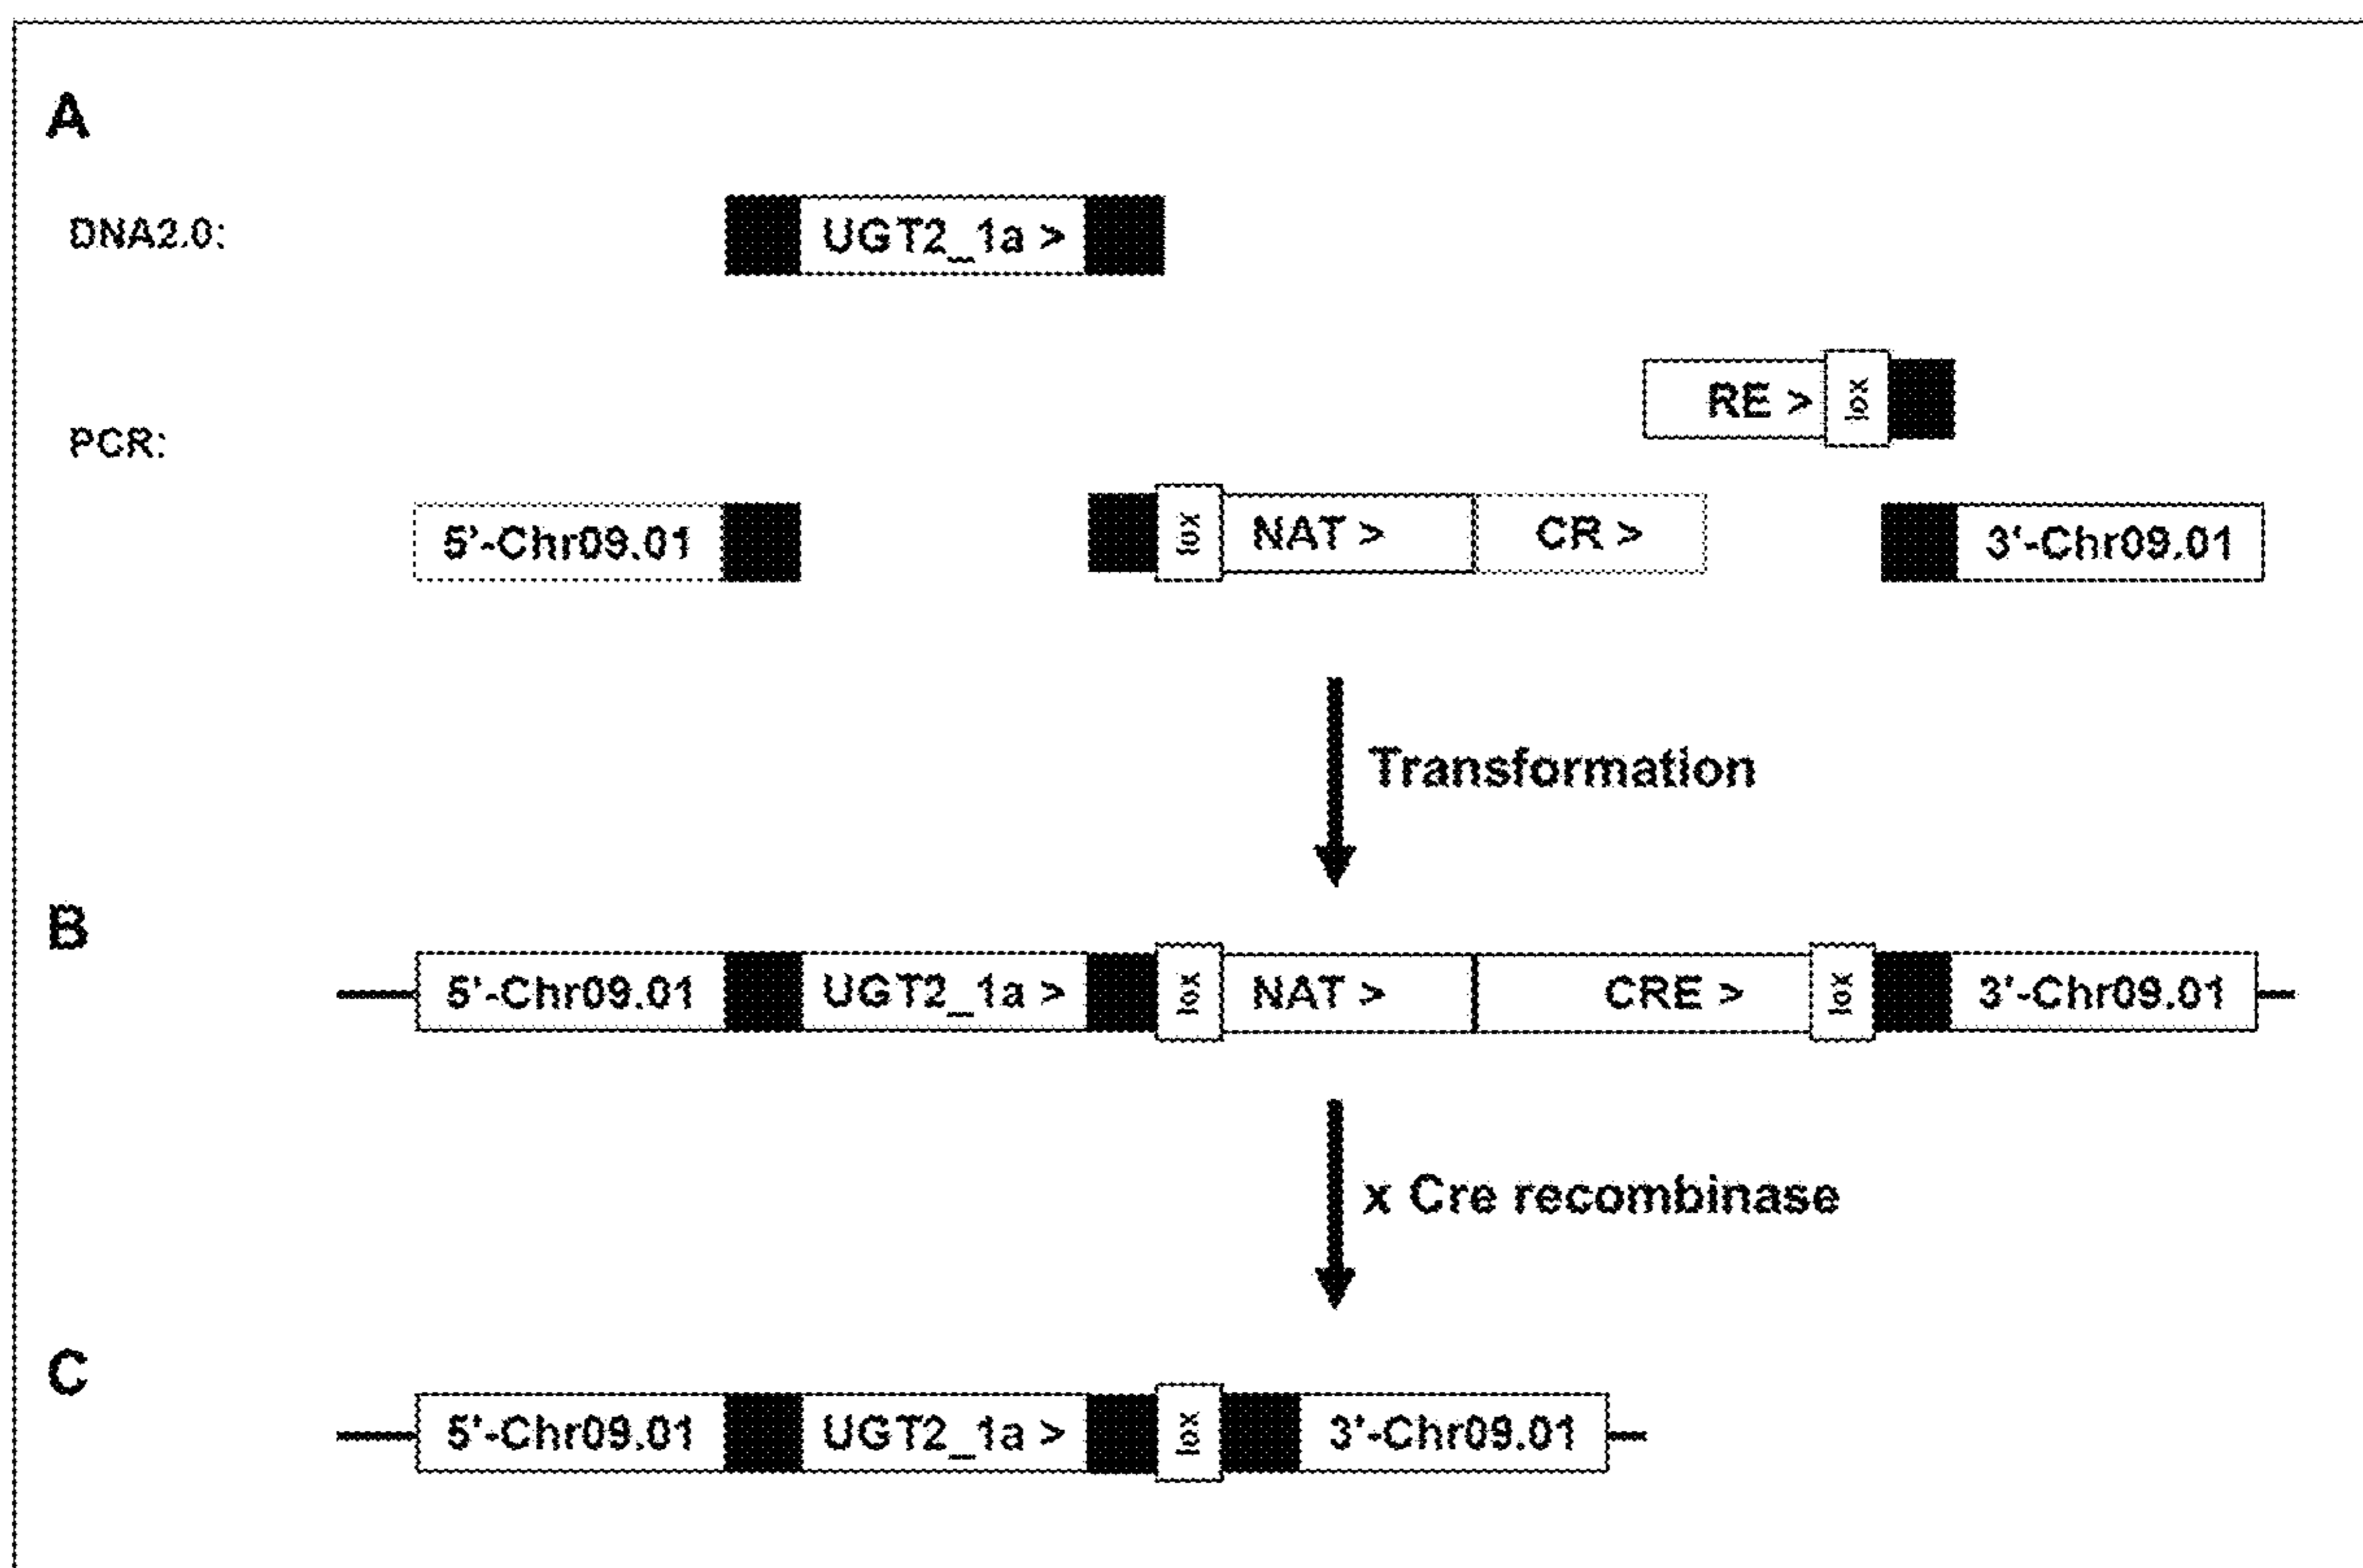 A
DNA2.0:
UGT2_1a >
RE > lox
PCR:
5'-Chr09.01
lox NAT > CR >
3'-Chr09.01
Transformation
B
5'-Chr09.01 UGT2_1a > lox NAT > CRE > lox 3'-Chr09.01
x Cre recombinase
C
5'-Chr09.01 UGT2_1a > lox 3'-Chr09.01